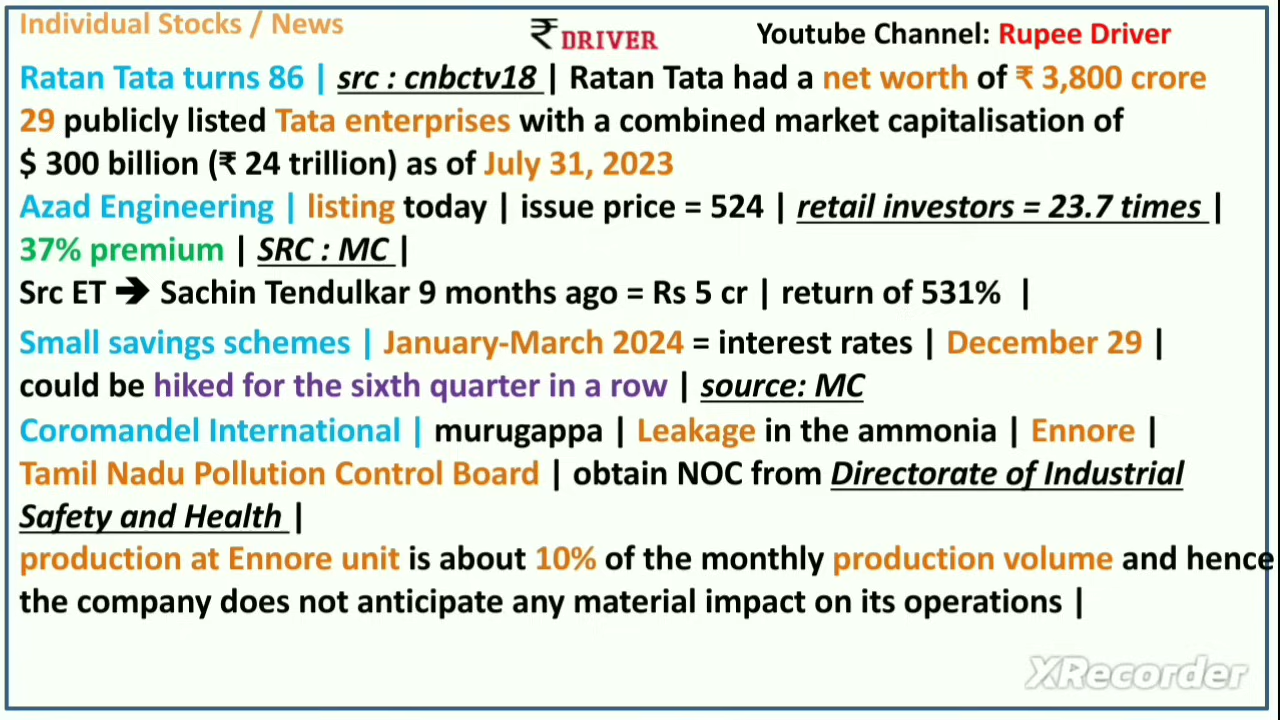 Individual Stocks / News
₹ DRIVER
Youtube Channel: Rupee Driver
Ratan Tata turns 86 | src : cnbctv18 | Ratan Tata had a net worth of ₹ 3,800 crore
29 publicly listed Tata enterprises with a combined market capitalisation of
$ 300 billion (₹ 24 trillion) as of July 31, 2023
Azad Engineering | listing today | issue price = 524 | retail investors = 23.7 times |
37% premium | SRC : MC |
Src ET ➔ Sachin Tendulkar 9 months ago = Rs 5 cr | return of 531% |
Small savings schemes | January-March 2024 = interest rates | December 29 |
could be hiked for the sixth quarter in a row | source: MC
Coromandel International | murugappa | Leakage in the ammonia | Ennore |
Tamil Nadu Pollution Control Board | obtain NOC from Directorate of Industrial
Safety and Health |
production at Ennore unit is about 10% of the monthly production volume and hence
the company does not anticipate any material impact on its operations |
XRecorder